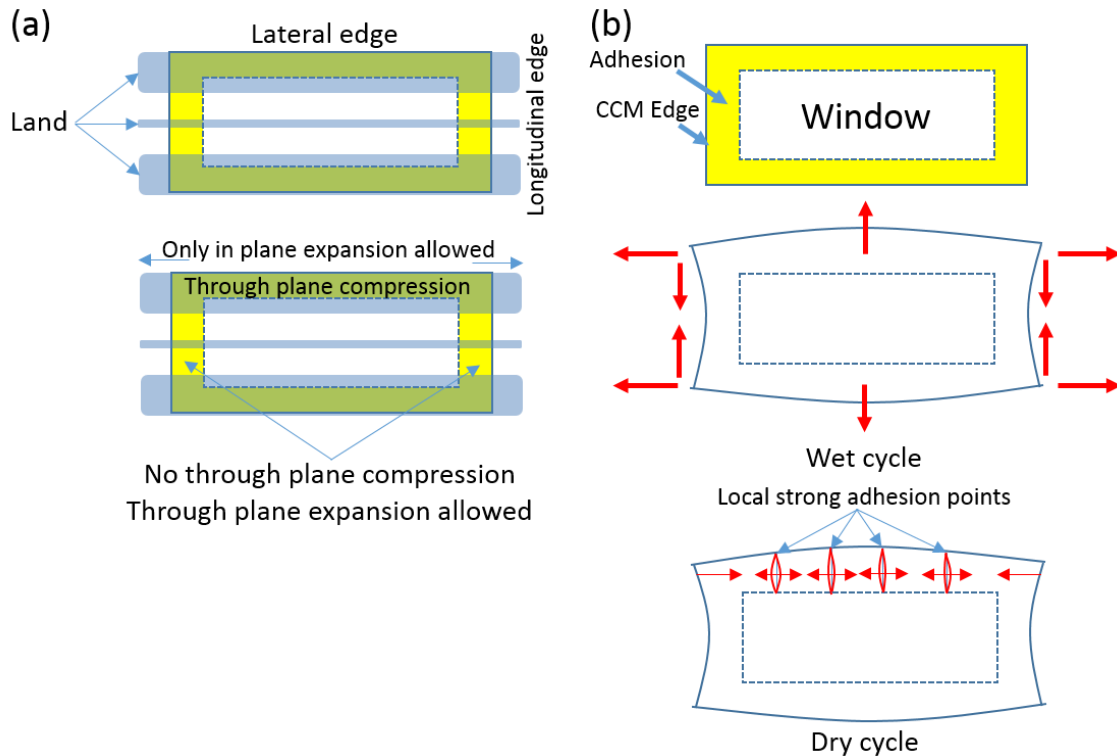 (a)
Lateral edge
Longitudinal edge
Land
Only in plane expansion allowed
Through plane compression
No through plane compression
Through plane expansion allowed
(b)
Adhesion
CCM Edge
Window
Wet cycle
Local strong adhesion points
Dry cycle